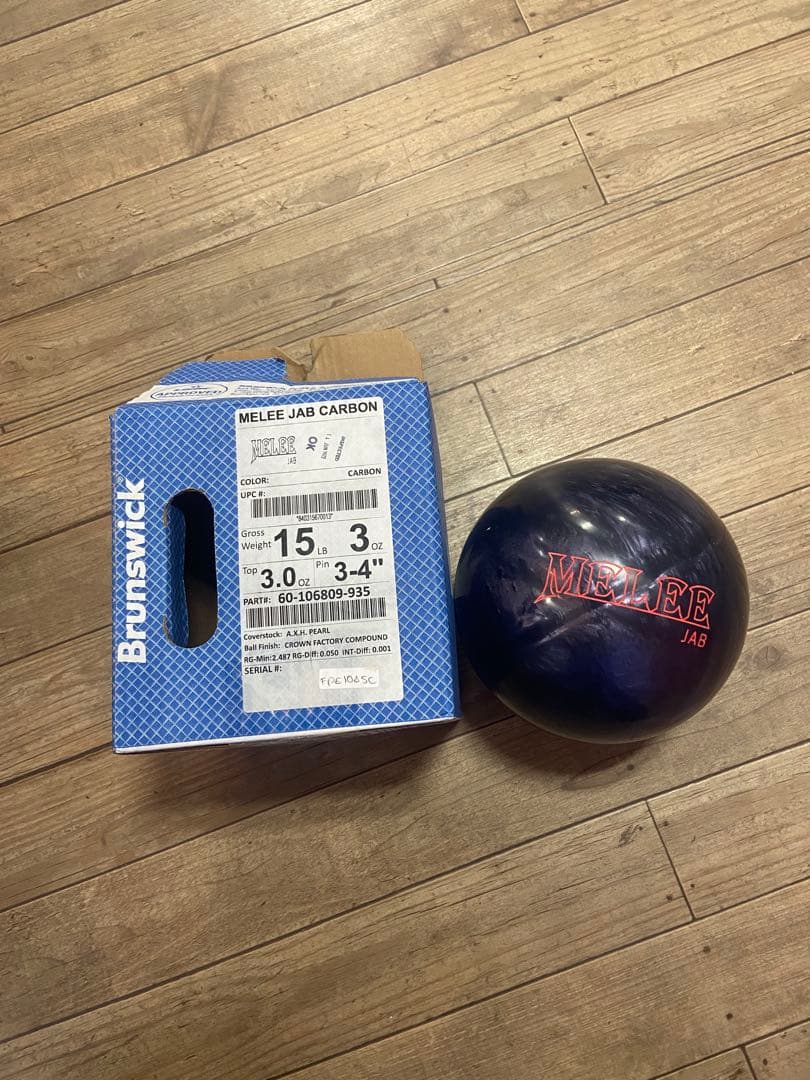 APPROVED
Brunswick
MELEE JAB CARBON
MELEE
JAB
OK
INSPECTED
COLOR: CARBON
UPC #:
Gross Weight 15 LB 3 OZ
Top 3.0 OZ Pin 3-4"
PART#: 60-106809-935
Coverstock: A.X.H. PEARL
Ball Finish: CROWN FACTORY COMPOUND
RG-Min:2.487 RG-Diff:0.050 INT-Diff: 0.001
SERIAL #:
MELEE
JAB